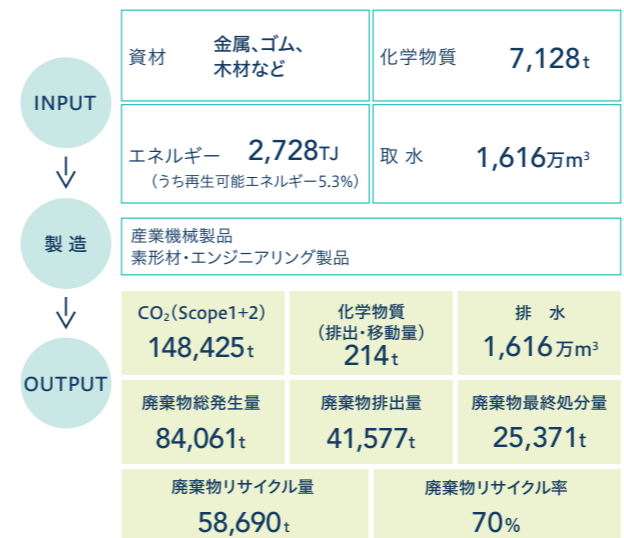 INPUT
資材
金属、ゴム、
木材など
化学物質
7,128t
エネルギー 2,728TJ
（うち再生可能エネルギー5.3%）
取 水
1,616万m³
製 造
産業機械製品
素形材・エンジニアリング製品
OUTPUT
CO₂（Scope1+2）
148,425t
化学物質
（排出・移動量）
214t
排　水
1,616万m³
廃棄物総発生量
84,061t
廃棄物排出量
41,577t
廃棄物最終処分量
25,371t
廃棄物リサイクル量
58,690t
廃棄物リサイクル率
70%